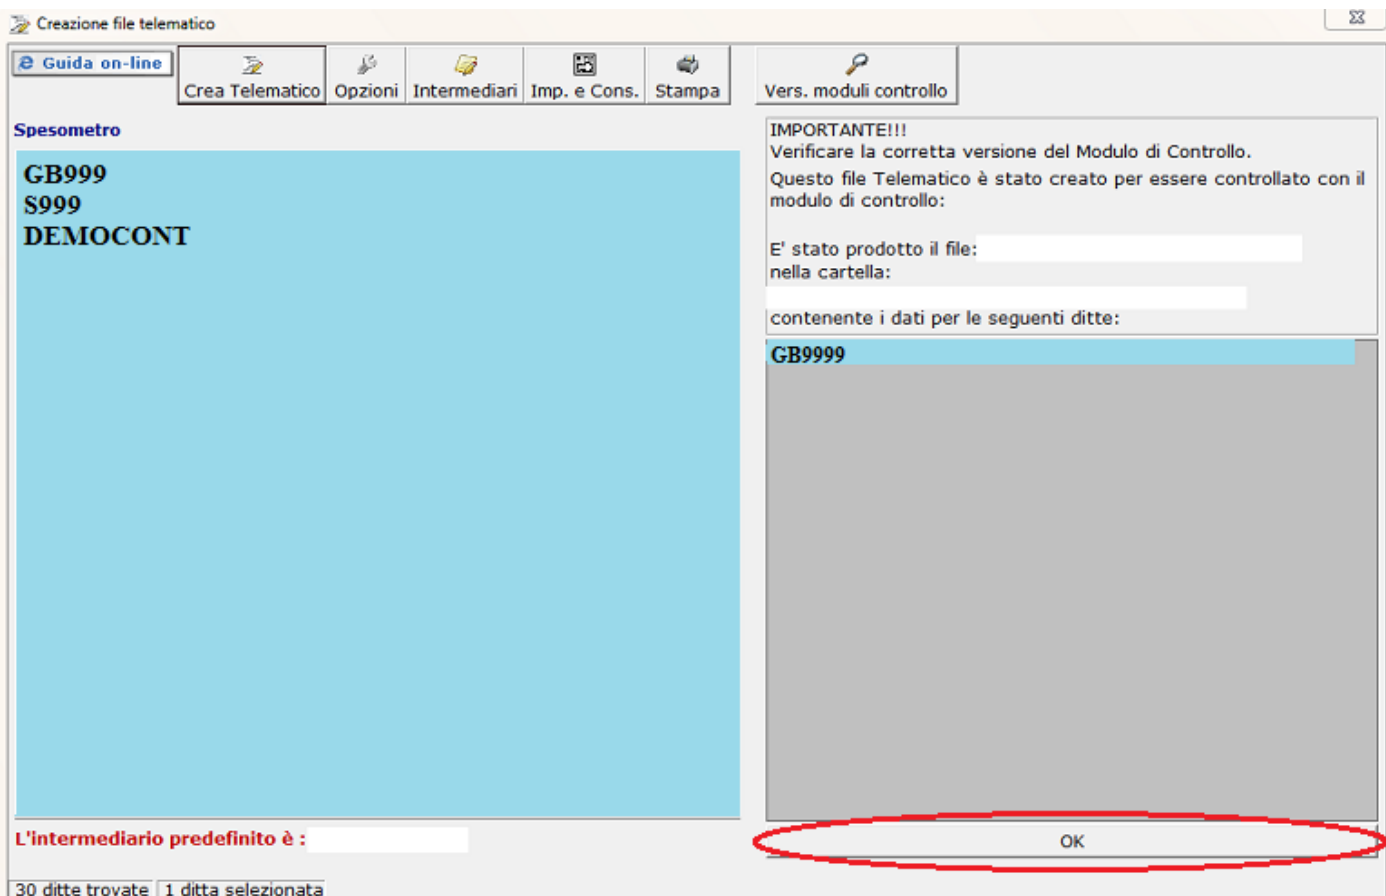 Creazione file telematico
Guida on-line
Crea Telematico
Opzioni
Intermediari
Imp. e Cons.
Stampa
Vers. moduli controllo
Spesometro
GB999
S999
DEMOCONT
L'intermediario predefinito è :
30 ditte trovate
1 ditta selezionata
IMPORTANTE!!!
Verificare la corretta versione del Modulo di Controllo.
Questo file Telematico è stato creato per essere controllato con il
modulo di controllo:
E' stato prodotto il file:
nella cartella:
contenente i dati per le seguenti ditte:
GB9999
OK